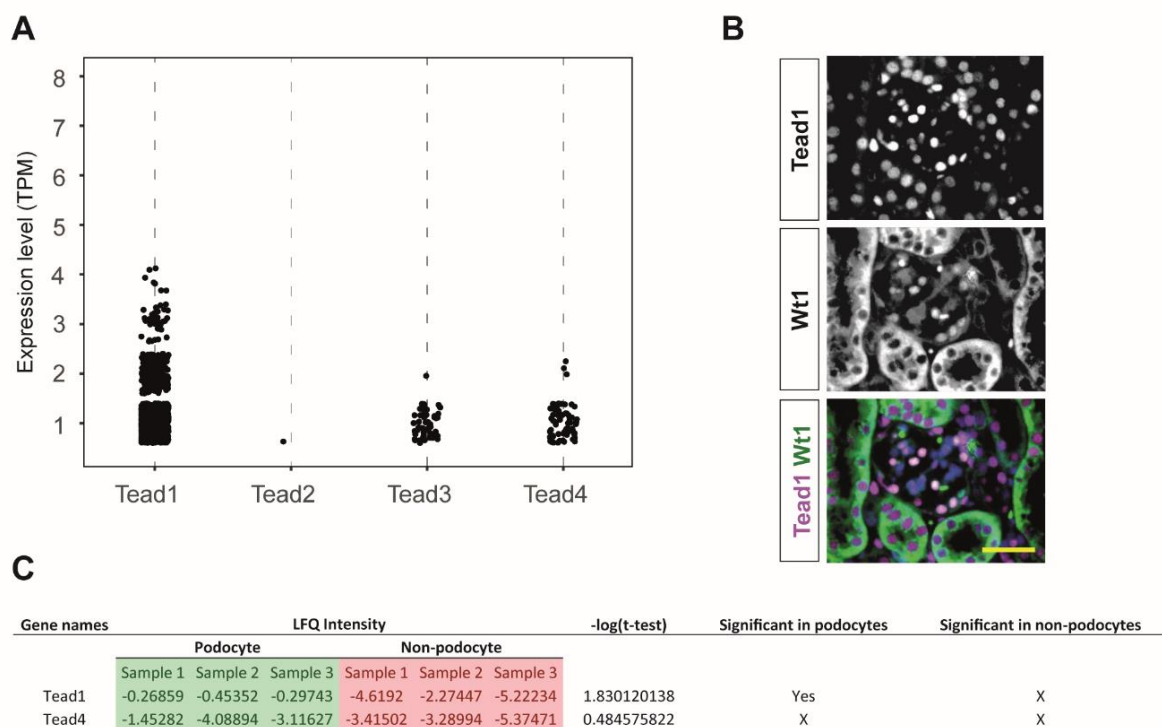 A
B
Expression level (TPM)
8
7
6
5
4
3
2
1
Tead1 Tead2 Tead3 Tead4
Tead1
Wt1
Tead1 Wt1
C
Gene names LFQ Intensity -log(t-test) Significant in podocytes Significant in non-podocytes
Podocyte Non-podocyte
Sample 1 Sample 2 Sample 3 Sample 1 Sample 2 Sample 3
Tead1 -0.26859 -0.45352 -0.29743 -4.6192 -2.27447 -5.22234 1.830120138 Yes X
Tead4 -1.45282 -4.08894 -3.11627 -3.41502 -3.28994 -5.37471 0.484575822 X X